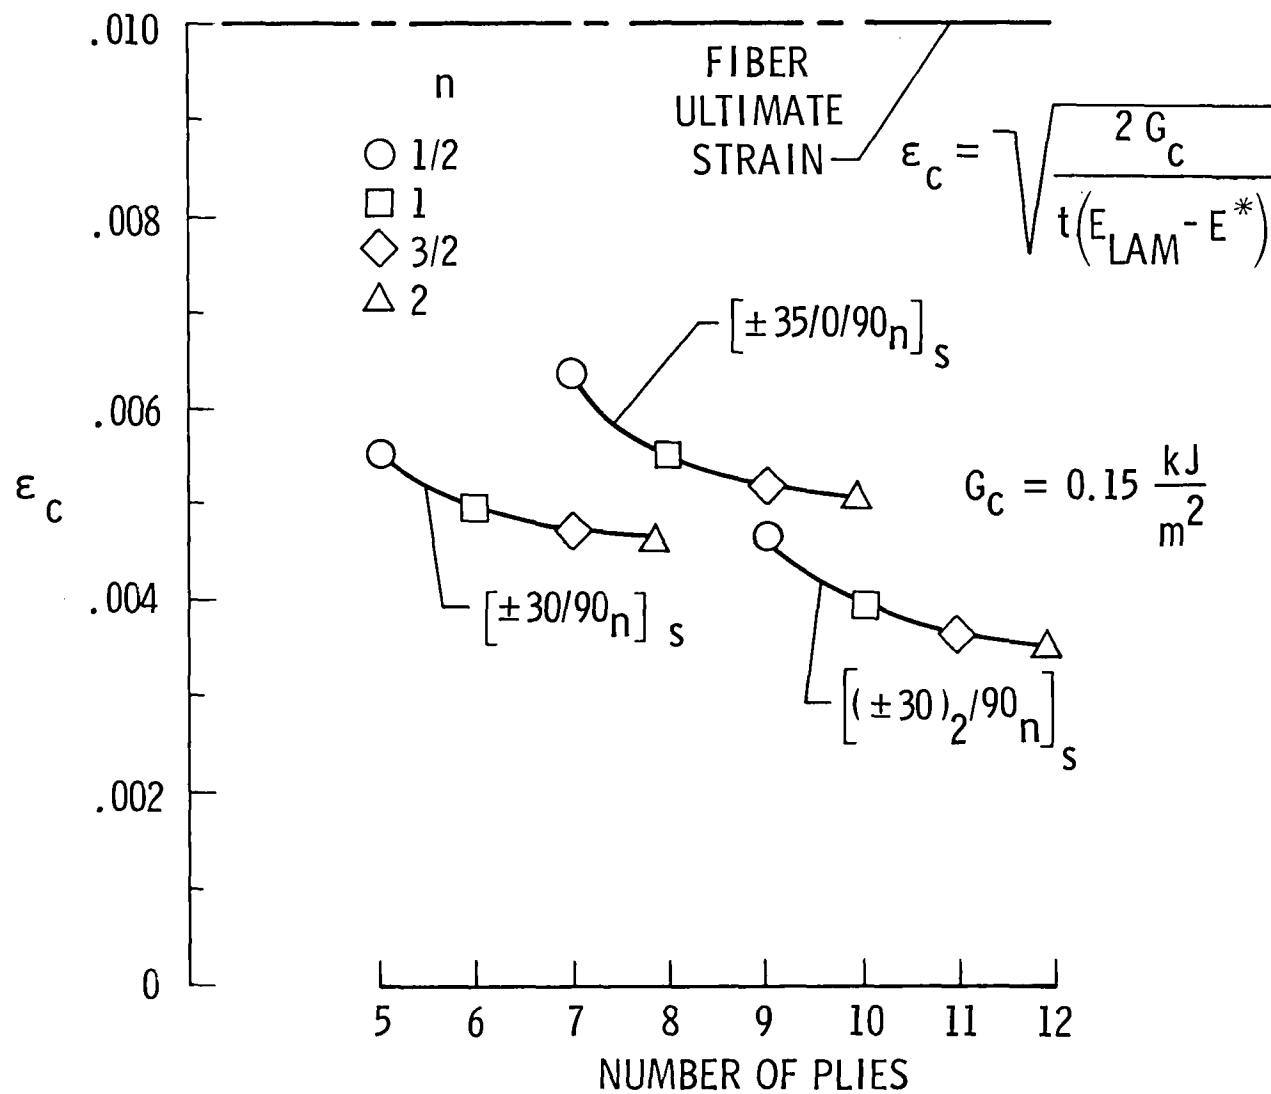 .010
.008
.006
.004
.002
0
ε_c
n
1/2
1
3/2
2
FIBER
ULTIMATE
STRAIN
ε_c = √(2 G_c / t(E_LAM - E*))
[±35/0/90_n]_s
G_c = 0.15 kJ/m²
[±30/90_n]_s
[(±30)_2/90_n]_s
5 6 7 8 9 10 11 12
NUMBER OF PLIES